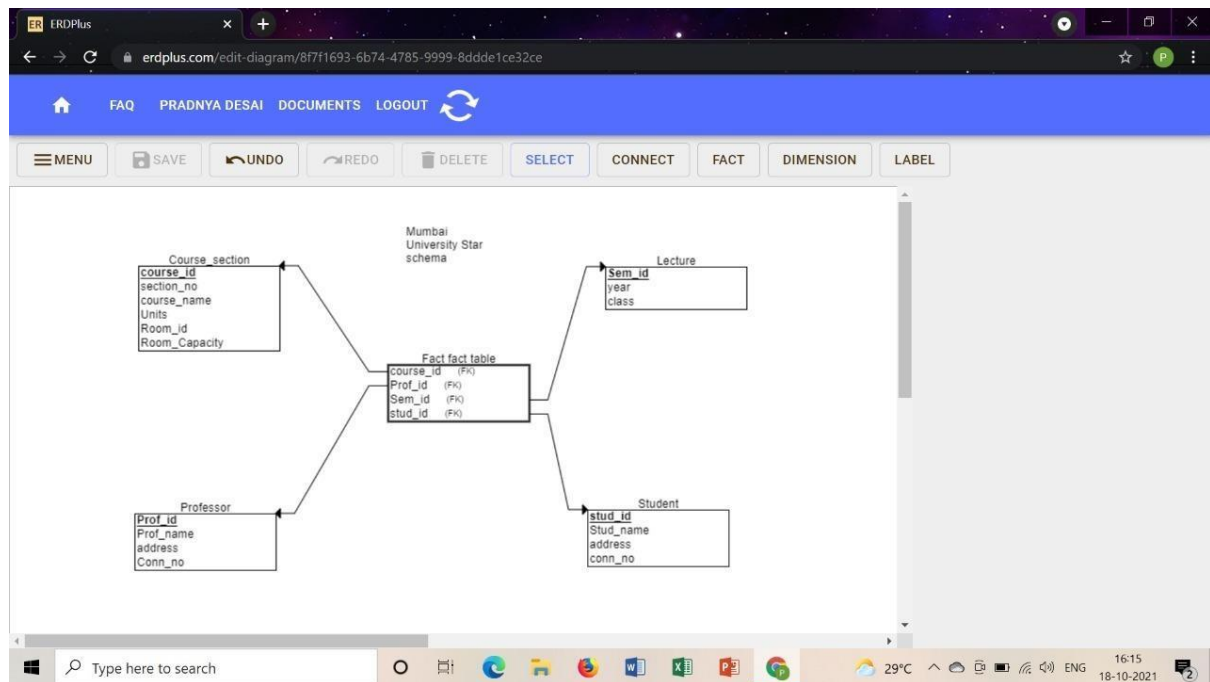 ER ERDPlus
erdplus.com/edit-diagram/8f7f1693-6b74-4785-9999-8ddde1ce32ce
P
FAQ PRADNYA DESAI DOCUMENTS LOGOUT
MENU SAVE UNDO REDO DELETE SELECT CONNECT FACT DIMENSION LABEL
Mumbai
University Star
schema
Course_section
course_id
section_no
course_name
Units
Room_id
Room_Capacity
Lecture
Sem_id
year
class
Fact fact table
course_id (FK)
Prof_id (FK)
Sem_id (FK)
stud_id (FK)
Professor
Prof_id
Prof_name
address
Conn_no
Student
stud_id
Stud_name
address
conn_no
Type here to search
29°C
ENG
16:15
18-10-2021
2